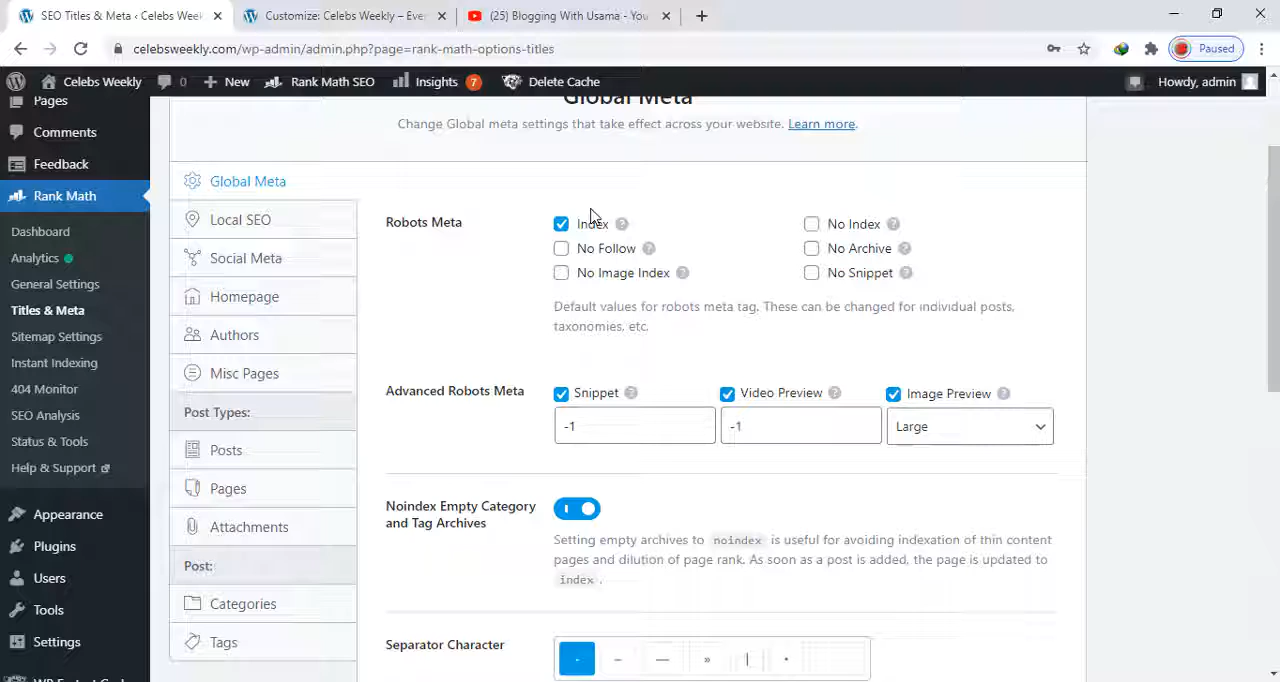 SEO Titles & Meta ‹ Celebs Week
Customize: Celebs Weekly – Ever
(25) Blogging With Usama - You
celebsweekly.com/wp-admin/admin.php?page=rank-math-options-titles
Paused
Celebs Weekly
0
New
Rank Math SEO
Insights
7
Delete Cache
Howdy, admin
Pages
Comments
Feedback
Rank Math
Dashboard
Analytics
General Settings
Titles & Meta
Sitemap Settings
Instant Indexing
404 Monitor
SEO Analysis
Status & Tools
Help & Support
Appearance
Plugins
Users
Tools
Settings
Global Meta
Change Global meta settings that take effect across your website. Learn more.
Global Meta
Local SEO
Social Meta
Homepage
Authors
Misc Pages
Post Types:
Posts
Pages
Attachments
Post:
Categories
Tags
Robots Meta
Index
No Index
No Follow
No Archive
No Image Index
No Snippet
Default values for robots meta tag. These can be changed for individual posts,
taxonomies, etc.
Advanced Robots Meta
Snippet
Video Preview
Image Preview
-1
-1
Large
Noindex Empty Category
and Tag Archives
Setting empty archives to noindex is useful for avoiding indexation of thin content
pages and dilution of page rank. As soon as a post is added, the page is updated to
index .
Separator Character
- – — » | •